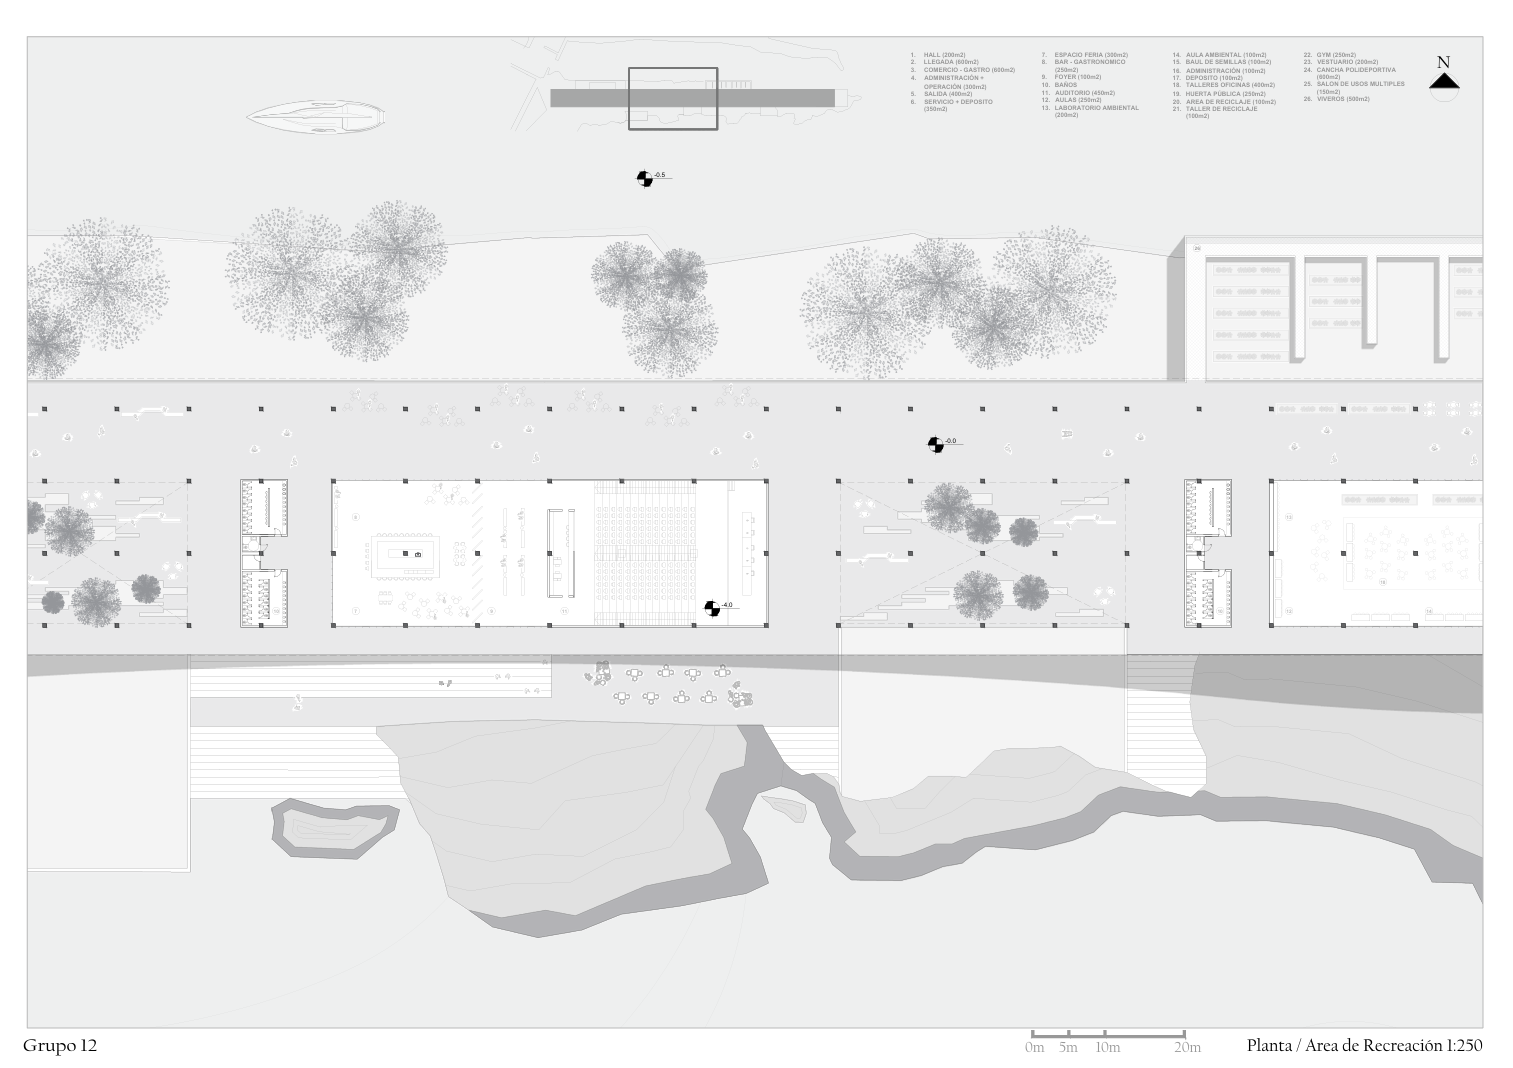 1. HALL (200m2)
2. LLEGADA (600m2)
3. COMERCIO - GASTRO (600m2)
4. ADMINISTRACIÓN +
OPERACIÓN (300m2)
5. SALIDA (400m2)
6. SERVICIO + DEPOSITO
(350m2)
7. ESPACIO FERIA (300m2)
8. BAR - GASTRONOMICO
(250m2)
9. FOYER (100m2)
10. BAÑOS
11. AUDITORIO (450m2)
12. AULAS (250m2)
13. LABORATORIO AMBIENTAL
(200m2)
14. AULA AMBIENTAL (100m2)
15. BAUL DE SEMILLAS (100m2)
16. ADMINISTRACIÓN (100m2)
17. DEPOSITO (100m2)
18. TALLERES OFICINAS (400m2)
19. HUERTA PÚBLICA (250m2)
20. AREA DE RECICLAJE (100m2)
21. TALLER DE RECICLAJE
(100m2)
22. GYM (250m2)
23. VESTUARIO (200m2)
24. CANCHA POLIDEPORTIVA
(600m2)
25. SALON DE USOS MULTIPLES
(150m2)
26. VIVEROS (500m2)
N
-0.5
-0.0
-4.0
Grupo 12
0m 5m 10m 20m
Planta / Area de Recreación 1:250